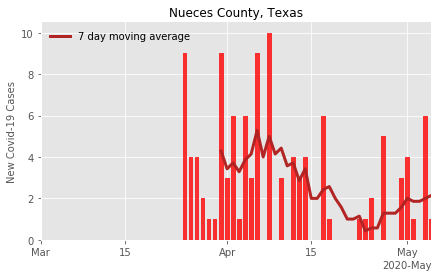 Nueces County, Texas
7 day moving average
New Covid-19 Cases
10
8
6
4
2
0
Mar
15
Apr
15
May
2020-May